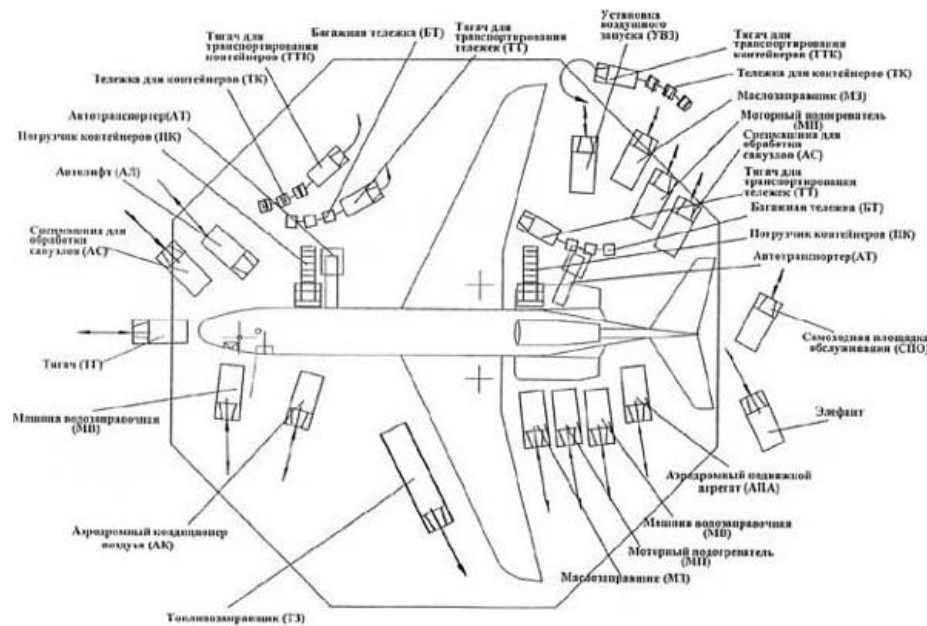 Тягач для
транспортирования
контейнеров (ТТК)
Багажная тележка (БТ)
Тягач для
транспортирования
тележек (ТТ)
Установка
воздушного
запуска (УВЗ)
Тягач для
транспортирования
контейнеров
ТТК
Тележка для контейнеров (ТК)
Тележка для контейнеров (ТК)
Маслозаправщик (МЗ)
Автотранспортер(АТ)
Моторный подогреватель
(МП)
Погрузчик контейнеров (ПК)
Спецмашина для
обработки
санузлов (АС)
Автолифт (АЛ)
Тягач для
транспортирования
тележек (ТТ)
Багажная тележка (БТ)
Спецмашина для
обработки
санузлов (АС)
Погрузчик контейнеров (ПК)
Автотранспортер(АТ)
Самоходная площадка
обслуживания (СПО)
Тягач (ТГ)
Машина водозаправочная
(МВ)
Элефант
Аэродромный подвижной
агрегат (АПА)
Аэродромный кондиционер
воздуха (АК)
Машина водозаправочная
(МВ)
Моторный подогреватель
(МП)
Маслозаправщик (МЗ)
Топливозаправщик (ТЗ)